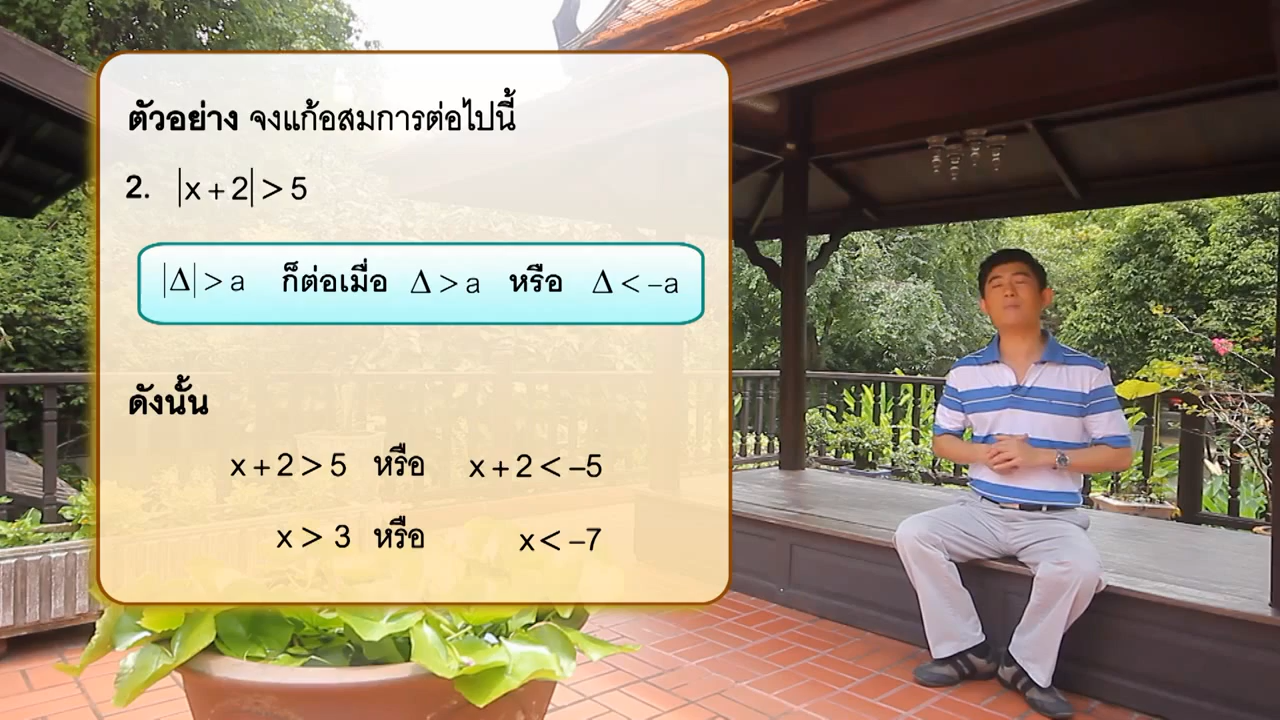 ตัวอย่าง จงแก้อสมการต่อไปนี้
2. |x + 2| > 5
|Δ| > a ก็ต่อเมื่อ Δ > a หรือ Δ < –a
ดังนั้น
x + 2 > 5 หรือ x + 2 < –5
x > 3 หรือ x < –7